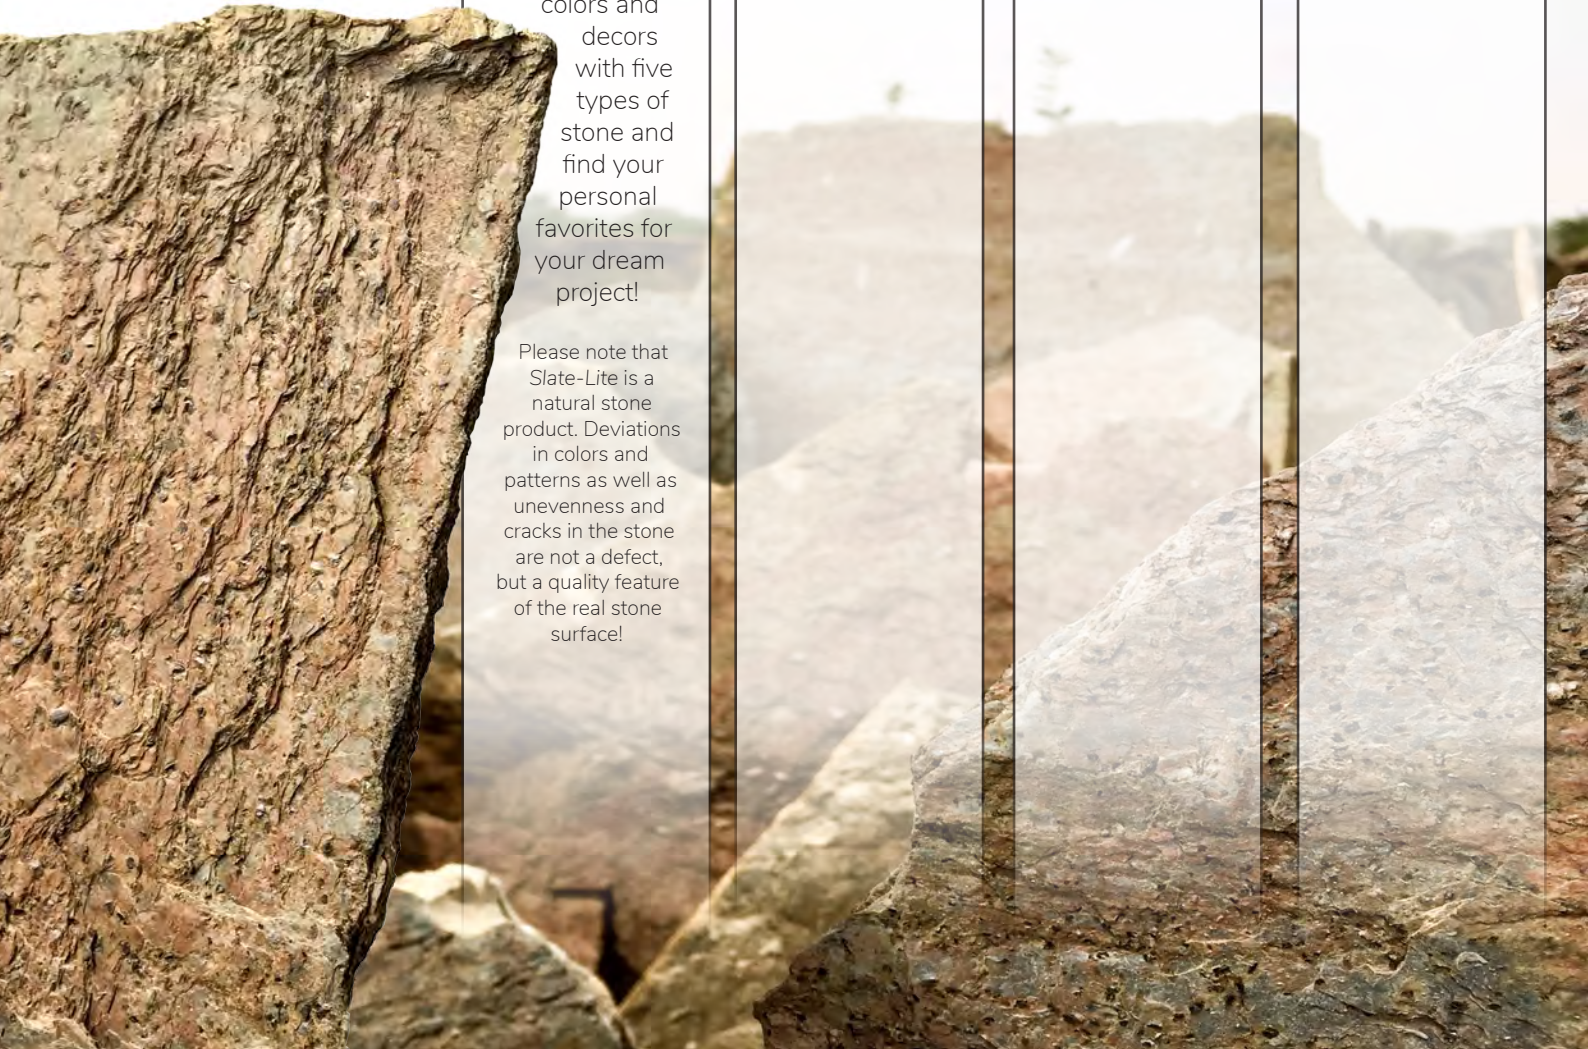 colors and
decors
with five
types of
stone and
find your
personal
favorites for
your dream
project!
Please note that
Slate-Lite is a
natural stone
product. Deviations
in colors and
patterns as well as
unevenness and
cracks in the stone
are not a defect,
but a quality feature
of the real stone
surface!